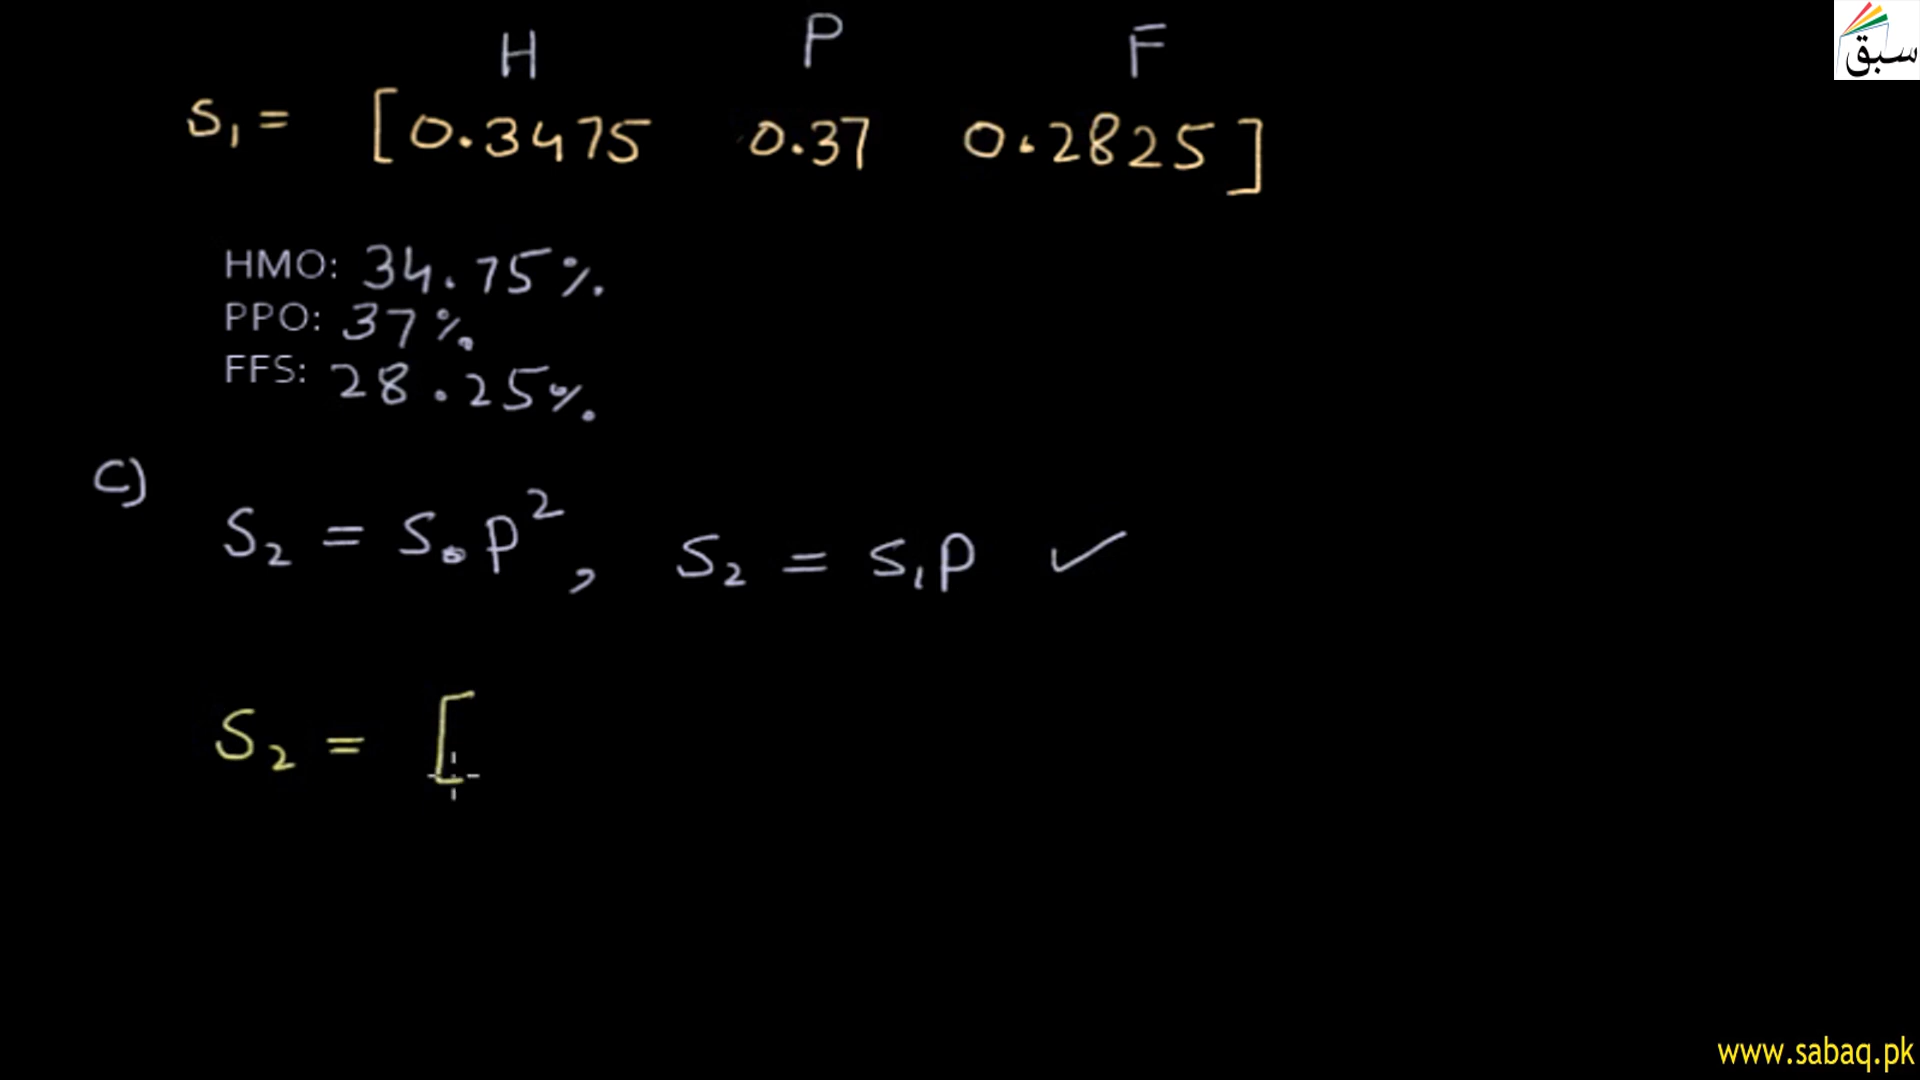 سبق
H P F
S₁ = [0.3475 0.37 0.2825]
HMO: 34.75%.
PPO: 37%.
FFS: 28.25%.
C)
S₂ = S₀P², S₂ = S₁P ✓
S₂ = [
www.sabaq.pk